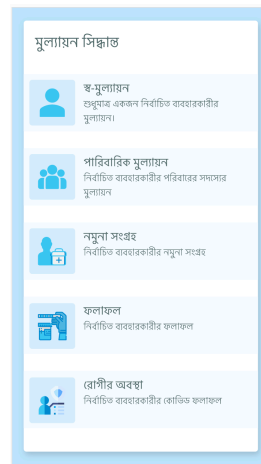 মুল্যায়ন সিদ্ধান্ত
স্ব-মুল্যায়ন
শুধুমাত্র একজন নির্বাচিত ব্যবহারকারীর
মুল্যায়ন।
পারিবারিক মুল্যায়ন
নির্বাচিত ব্যবহারকারীর পরিবারের সদস্যের
মুল্যায়ন
নমুনা সংগ্রহ
নির্বাচিত ব্যবহারকারীর নমুনা সংগ্রহ
ফলাফল
নির্বাচিত ব্যবহারকারীর ফলাফল
রোগীর অবস্থা
নির্বাচিত ব্যবহারকারীর কোভিড ফলাফল